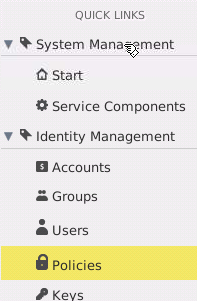 QUICK LINKS
System Management
Start
Service Components
Identity Management
Accounts
Groups
Users
Policies
Keys